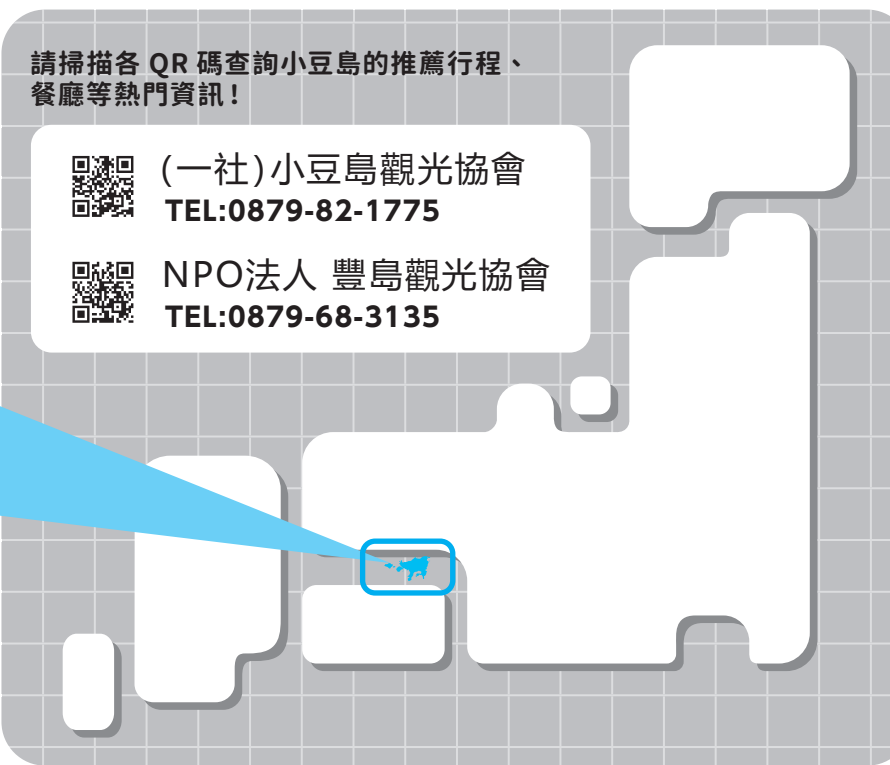 請掃描各 QR 碼查詢小豆島的推薦行程、
餐廳等熱門資訊!
(一社)小豆島觀光協會
TEL:0879-82-1775
NPO法人 豐島觀光協會
TEL:0879-68-3135